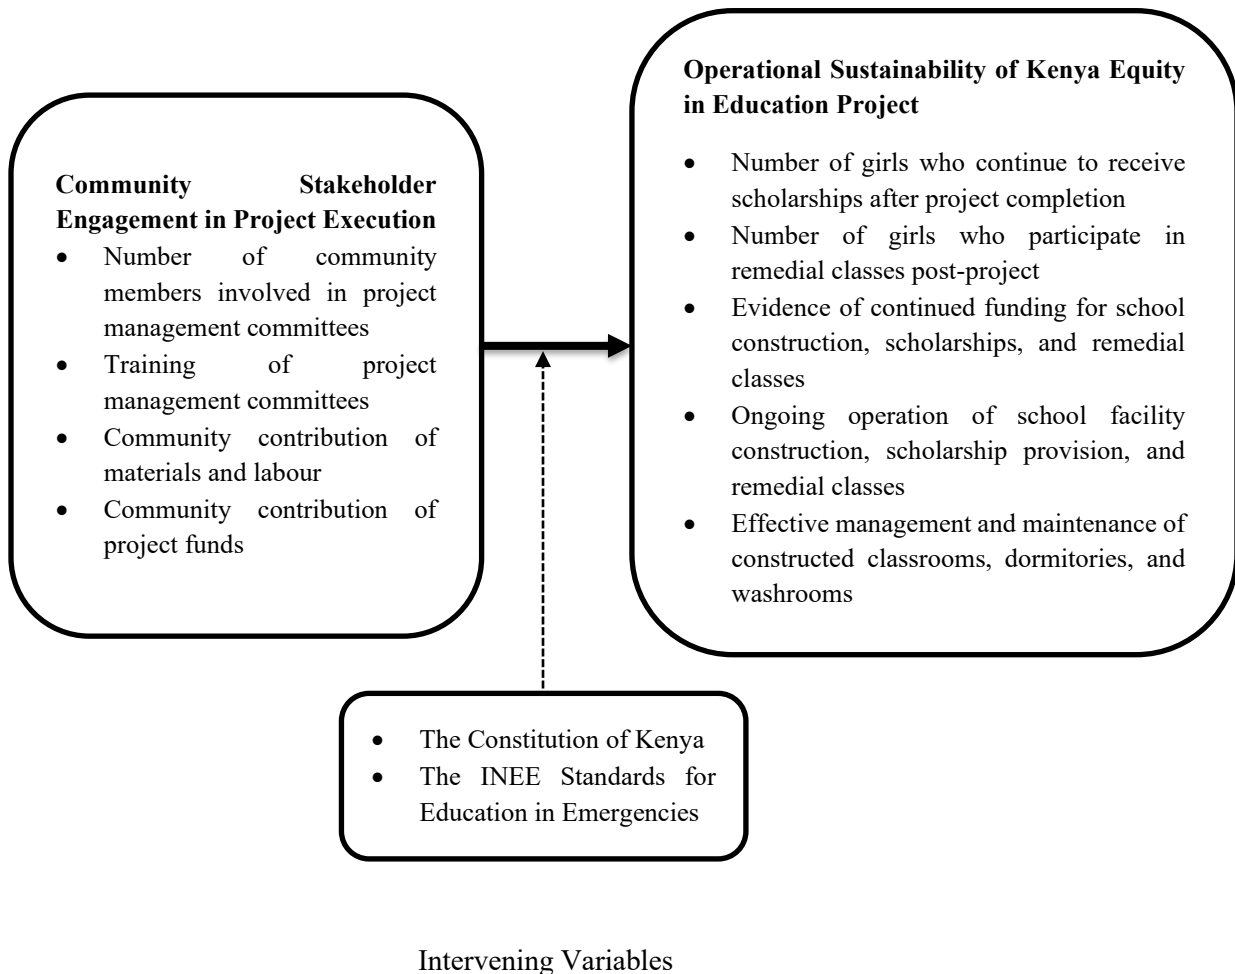 Community Stakeholder
Engagement in Project Execution
• Number of community
members involved in project
management committees
• Training of project
management committees
• Community contribution of
materials and labour
• Community contribution of
project funds
Operational Sustainability of Kenya Equity
in Education Project
• Number of girls who continue to receive
scholarships after project completion
• Number of girls who participate in
remedial classes post-project
• Evidence of continued funding for school
construction, scholarships, and remedial
classes
• Ongoing operation of school facility
construction, scholarship provision, and
remedial classes
• Effective management and maintenance of
constructed classrooms, dormitories, and
washrooms
• The Constitution of Kenya
• The INEE Standards for
Education in Emergencies
Intervening Variables